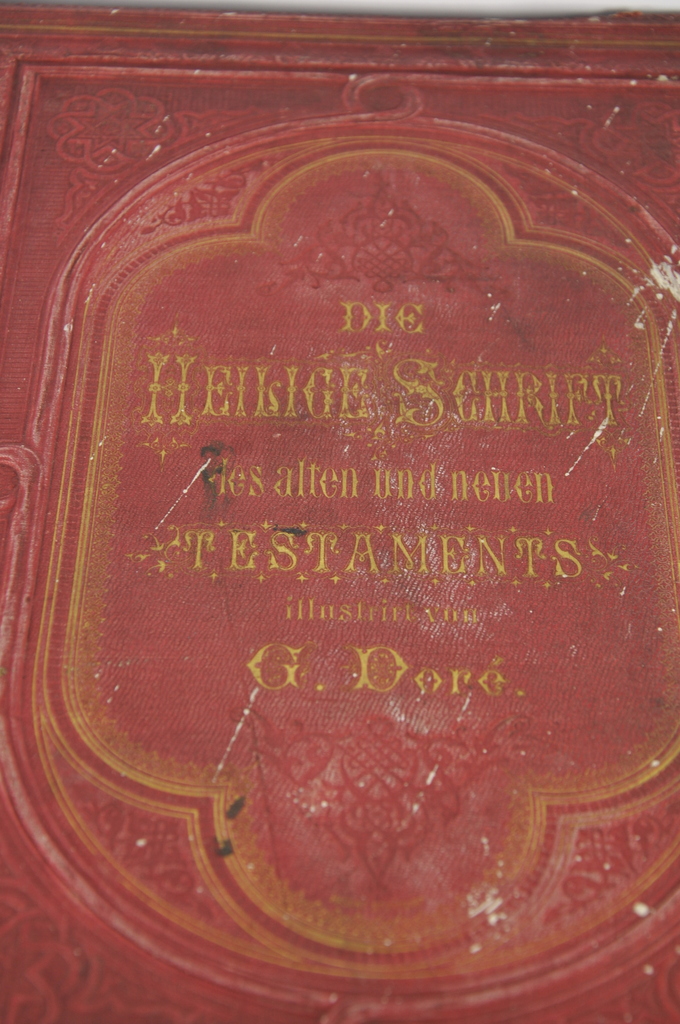 DIE
HEILIGE SCHRIFT
des alten und neuen
TESTAMENTS
illustrirt von
G. Doré.